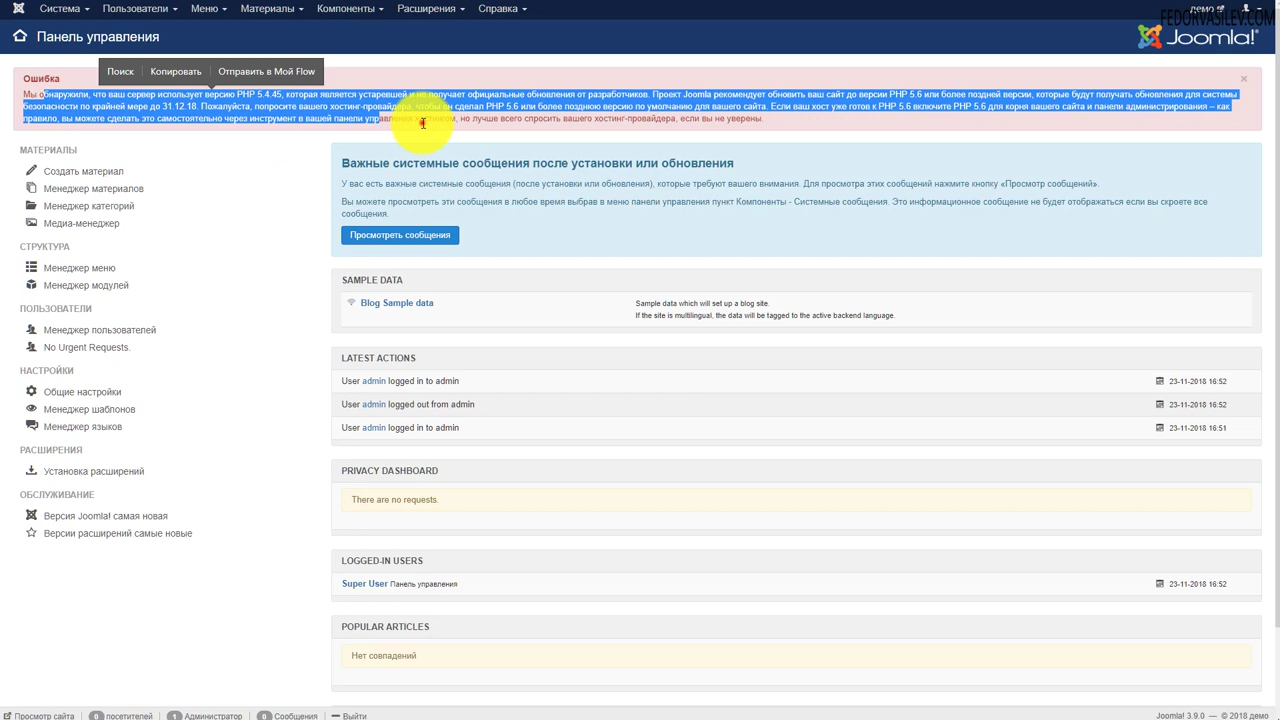 Система
Пользователи
Меню
Материалы
Компоненты
Расширения
Справка
демо
FEDORVASILEV.COM
Панель управления
Joomla!
Поиск
Копировать
Отправить в Мой Flow
Ошибка
Мы обнаружили, что ваш сервер использует версию PHP 5.4.45, которая является устаревшей и не получает официальные обновления от разработчиков. Проект Joomla рекомендует обновить ваш сайт до версии PHP 5.6 или более поздней версии, которые будут получать обновления для системы
безопасности по крайней мере до 31.12.18. Пожалуйста, попросите вашего хостинг-провайдера, чтобы он сделал PHP 5.6 или более позднюю версию по умолчанию для вашего сайта. Если ваш хост уже готов к PHP 5.6 включите PHP 5.6 для корня вашего сайта и панели администрирования – как
правило, вы можете сделать это самостоятельно через инструмент в вашей панели управления хостингом, но лучше всего спросить вашего хостинг-провайдера, если вы не уверены.
МАТЕРИАЛЫ
Создать материал
Менеджер материалов
Менеджер категорий
Медиа-менеджер
СТРУКТУРА
Менеджер меню
Менеджер модулей
ПОЛЬЗОВАТЕЛИ
Менеджер пользователей
No Urgent Requests.
НАСТРОЙКИ
Общие настройки
Менеджер шаблонов
Менеджер языков
РАСШИРЕНИЯ
Установка расширений
ОБСЛУЖИВАНИЕ
Версия Joomla! самая новая
Версии расширений самые новые
Важные системные сообщения после установки или обновления
У вас есть важные системные сообщения (после установки или обновления), которые требуют вашего внимания. Для просмотра этих сообщений нажмите кнопку «Просмотр сообщений».
Вы можете просмотреть эти сообщения в любое время выбрав в меню панели управления пункт Компоненты - Системные сообщения. Это информационное сообщение не будет отображаться если вы скроете все
сообщения.
Просмотреть сообщения
SAMPLE DATA
Blog Sample data
Sample data which will set up a blog site.
If the site is multilingual, the data will be tagged to the active backend language.
LATEST ACTIONS
User admin logged in to admin 23-11-2018 16:52
User admin logged out from admin 23-11-2018 16:52
User admin logged in to admin 23-11-2018 16:51
PRIVACY DASHBOARD
There are no requests.
LOGGED-IN USERS
Super User Панель управления 23-11-2018 16:52
POPULAR ARTICLES
Нет совпадений
Просмотр сайта 0 посетителей 1 Администратор 0 Сообщения Выйти
Joomla! 3.9.0 — © 2018 демо